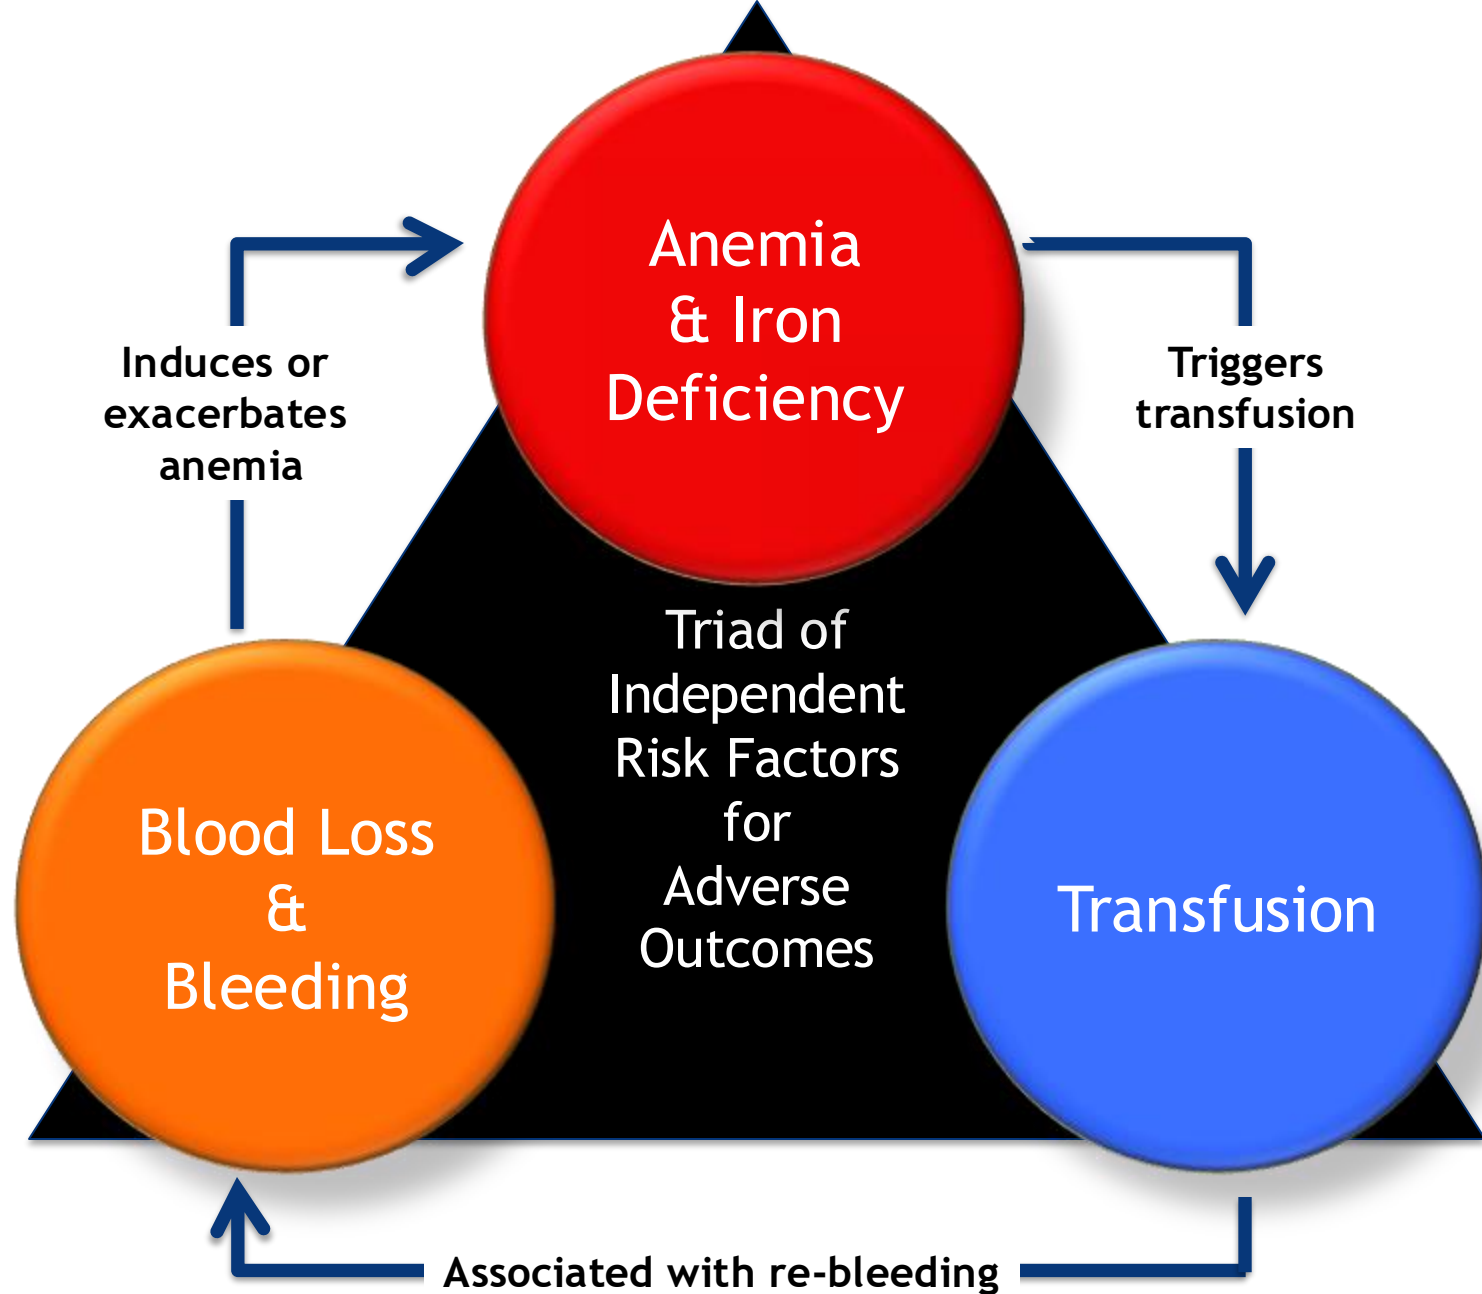 Anemia
& Iron
Deficiency
Induces or
exacerbates
anemia
Triggers
transfusion
Triad of
Independent
Risk Factors
for
Adverse
Outcomes
Blood Loss
&
Bleeding
Transfusion
Associated with re-bleeding